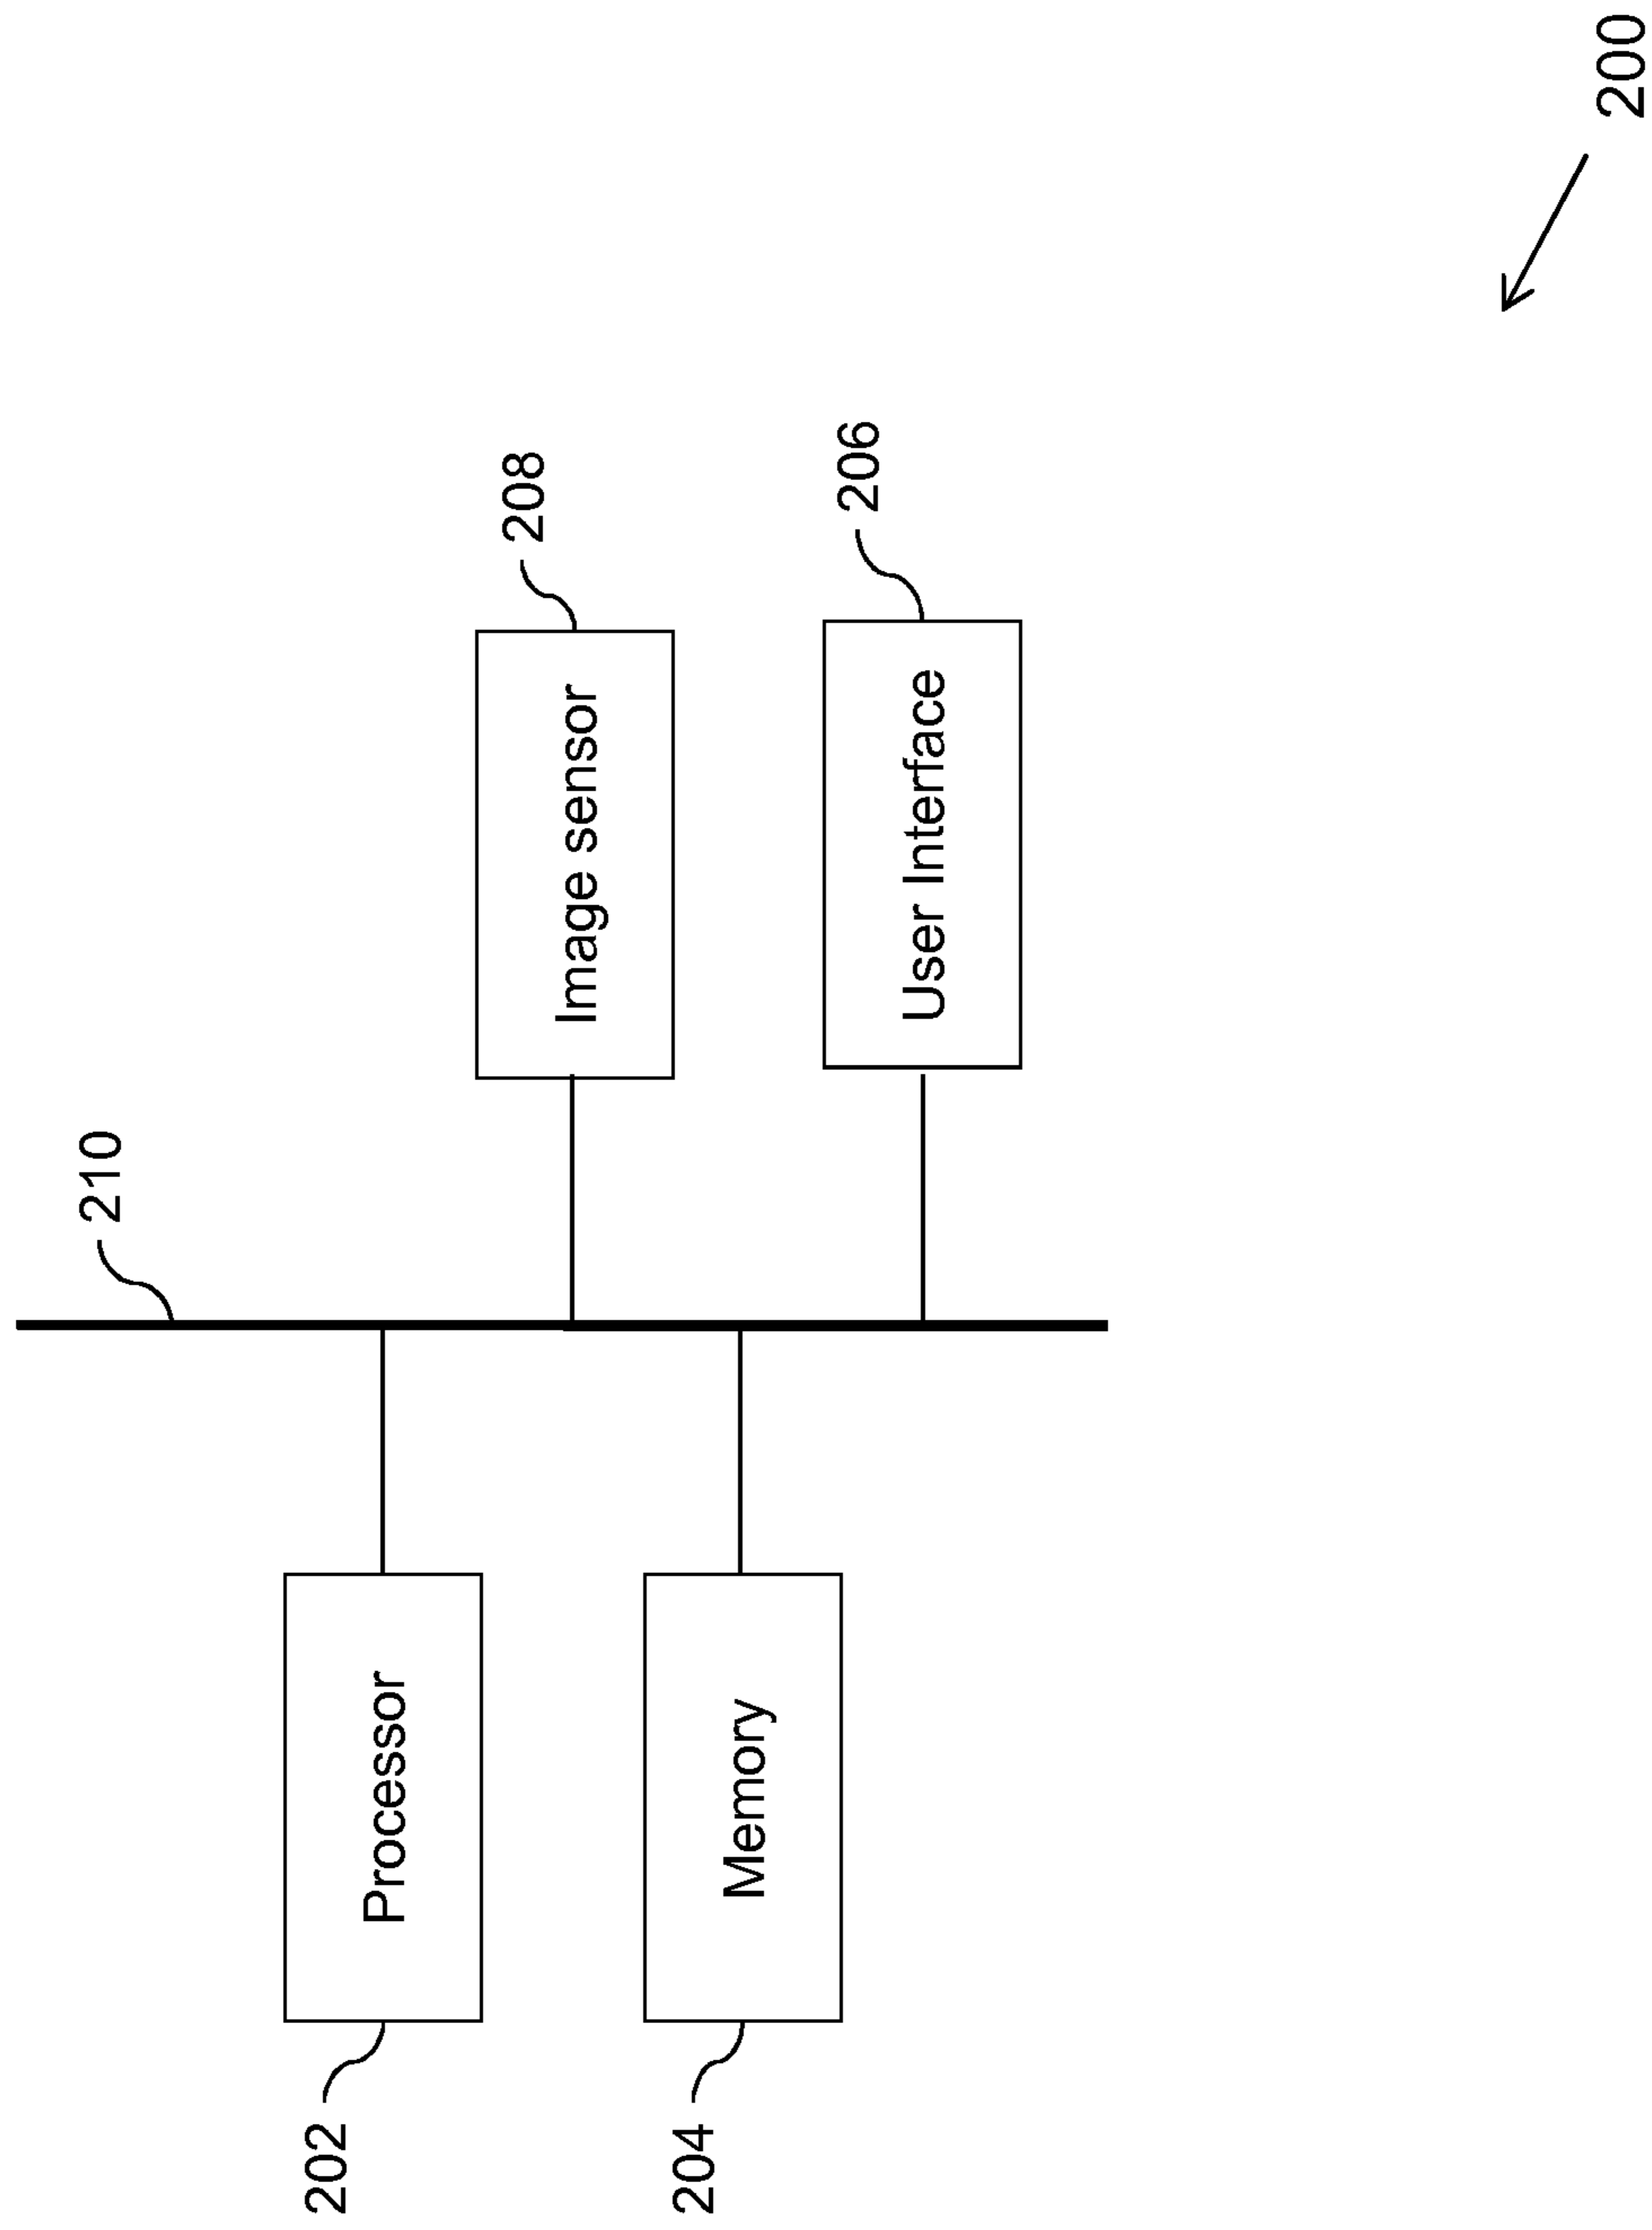 210
202
Processor
208
Image sensor
204
Memory
206
User Interface
200